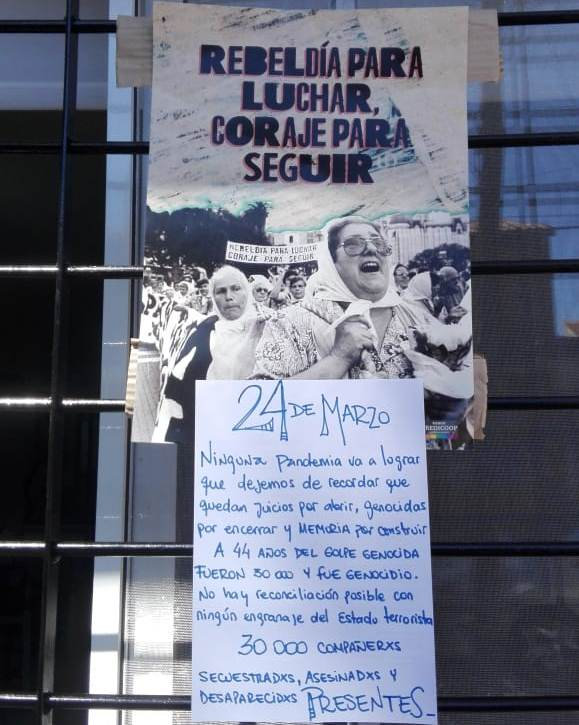 REBELDÍA PARA
LUCHAR,
CORAJE PARA
SEGUIR
REBELDIA PARA LUCHAR
CORAJE PARA SEGUIR
REDICOOP
24 DE MARZO
Ninguna Pandemia va a lograr
que dejemos de recordar que
quedan juicios por abrir, genocidas
por encerrar y MEMORIA por construir
A 44 AÑOS DEL GOLPE GENOCIDA
FUERON 30 000 Y FUE GENOCIDIO.
No hay reconciliación posible con
ningún engranaje del Estado terrorista
30 000 COMPAÑERXS
SECUESTRADXS, ASESINADXS Y
DESAPARECIDXS PRESENTES_